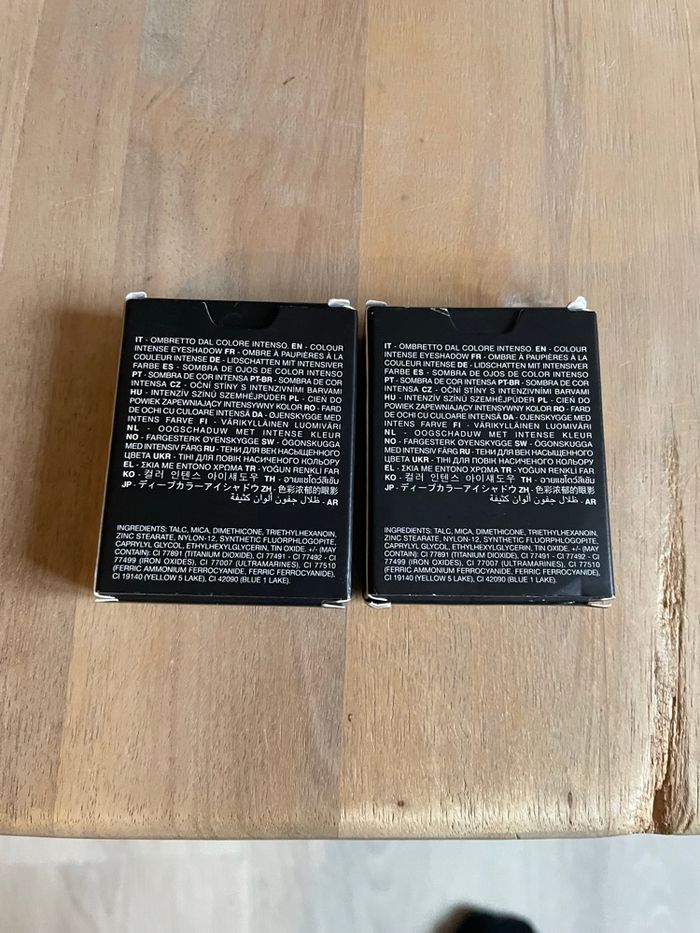 IT - OMBRETTO DAL COLORE INTENSO. EN - COLOUR
INTENSE EYESHADOW FR - OMBRE À PAUPIÈRES À LA
COULEUR INTENSE DE - LIDSCHATTEN MIT INTENSIVER
FARBE ES - SOMBRA DE OJOS DE COLOR INTENSO
PT - SOMBRA DE COR INTENSA PT-BR - SOMBRA DE COR
INTENSA CZ - OČNÍ STÍNY S INTENZIVNÍMI BARVAMI
HU - INTENZÍV SZÍNŰ SZEMHÉJPÚDER PL - CIEŃ DO
POWIEK ZAPEWNIAJĄCY INTENSYWNY KOLOR RO - FARD
DE OCHI CU CULOARE INTENSĂ DA - ØJENSKYGGE MED
INTENS FARVE FI - VÄRIKYLLÄINEN LUOMIVÄRI
NL - OOGSCHADUW MET INTENSE KLEUR
NO - FARGESTERK ØYENSKYGGE SW - ÖGONSKUGGA
MED INTENSIV FÄRG RU - ТЕНИ ДЛЯ ВЕК НАСЫЩЕННОГО
ЦВЕТА UKR - ТІНІ ДЛЯ ПОВІК НАСИЧЕНОГО КОЛЬОРУ
EL - ΣΚΙΑ ΜΕ ΕΝΤΟΝΟ ΧΡΩΜΑ TR - YOĞUN RENKLİ FAR
KO - 컬러 인텐스 아이섀도우 TH - อายแชโดว์สีเข้ม
JP - ディープカラーアイシャドウ ZH - 色彩浓郁的眼影
AR - ظلال جفون ألوان كثيفة.
INGREDIENTS: TALC, MICA, DIMETHICONE, TRIETHYLHEXANOIN,
ZINC STEARATE, NYLON-12, SYNTHETIC FLUORPHLOGOPITE,
CAPRYLYL GLYCOL, ETHYLHEXYLGLYCERIN, TIN OXIDE. +/- (MAY
CONTAIN): CI 77891 (TITANIUM DIOXIDE), CI 77491 - CI 77492 - CI
77499 (IRON OXIDES), CI 77007 (ULTRAMARINES), CI 77510
(FERRIC AMMONIUM FERROCYANIDE, FERRIC FERROCYANIDE),
CI 19140 (YELLOW 5 LAKE), CI 42090 (BLUE 1 LAKE).
IT - OMBRETTO DAL COLORE INTENSO. EN - COLOUR
INTENSE EYESHADOW FR - OMBRE À PAUPIÈRES À LA
COULEUR INTENSE DE - LIDSCHATTEN MIT INTENSIVER
FARBE ES - SOMBRA DE OJOS DE COLOR INTENSO
PT - SOMBRA DE COR INTENSA PT-BR - SOMBRA DE COR
INTENSA CZ - OČNÍ STÍNY S INTENZIVNÍMI BARVAMI
HU - INTENZÍV SZÍNŰ SZEMHÉJPÚDER PL - CIEŃ DO
POWIEK ZAPEWNIAJĄCY INTENSYWNY KOLOR RO - FARD
DE OCHI CU CULOARE INTENSĂ DA - ØJENSKYGGE MED
INTENS FARVE FI - VÄRIKYLLÄINEN LUOMIVÄRI
NL - OOGSCHADUW MET INTENSE KLEUR
NO - FARGESTERK ØYENSKYGGE SW - ÖGONSKUGGA
MED INTENSIV FÄRG RU - ТЕНИ ДЛЯ ВЕК НАСЫЩЕННОГО
ЦВЕТА UKR - ТІНІ ДЛЯ ПОВІК НАСИЧЕНОГО КОЛЬОРУ
EL - ΣΚΙΑ ΜΕ ΕΝΤΟΝΟ ΧΡΩΜΑ TR - YOĞUN RENKLİ FAR
KO - 컬러 인텐스 아이섀도우 TH - อายแชโดว์สีเข้ม
JP - ディープカラーアイシャドウ ZH - 色彩浓郁的眼影
AR - ظلال جفون ألوان كثيفة.
INGREDIENTS: TALC, MICA, DIMETHICONE, TRIETHYLHEXANOIN,
ZINC STEARATE, NYLON-12, SYNTHETIC FLUORPHLOGOPITE,
CAPRYLYL GLYCOL, ETHYLHEXYLGLYCERIN, TIN OXIDE. +/- (MAY
CONTAIN): CI 77891 (TITANIUM DIOXIDE), CI 77491 - CI 77492 - CI
77499 (IRON OXIDES), CI 77007 (ULTRAMARINES), CI 77510
(FERRIC AMMONIUM FERROCYANIDE, FERRIC FERROCYANIDE),
CI 19140 (YELLOW 5 LAKE), CI 42090 (BLUE 1 LAKE).